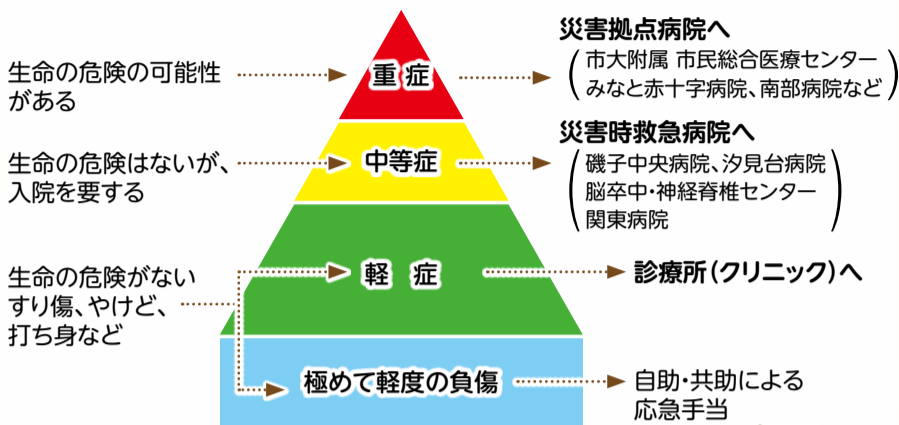 生命の危険の可能性
がある
重症
災害拠点病院へ
(市大附属 市民総合医療センター
みなと赤十字病院、南部病院など)
生命の危険はないが、
入院を要する
中等症
災害時救急病院へ
(磯子中央病院、汐見台病院
脳卒中・神経脊椎センター
関東病院)
生命の危険がない
すり傷、やけど、
打ち身など
軽症
診療所(クリニック)へ
極めて軽度の負傷
自助・共助による
応急手当